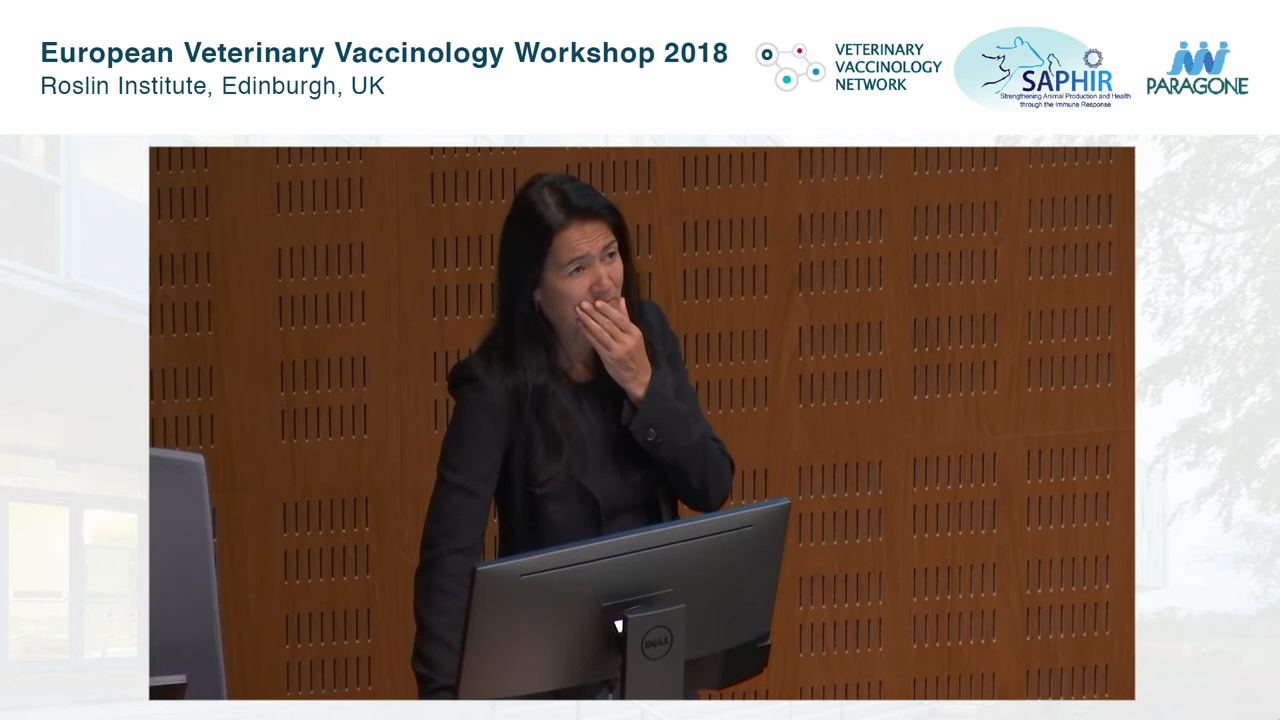 European Veterinary Vaccinology Workshop 2018
Roslin Institute, Edinburgh, UK
VETERINARY
VACCINOLOGY
NETWORK
SAPHIR
Strengthening Animal Production and Health
through the Immune Response
PARAGONE
DELL